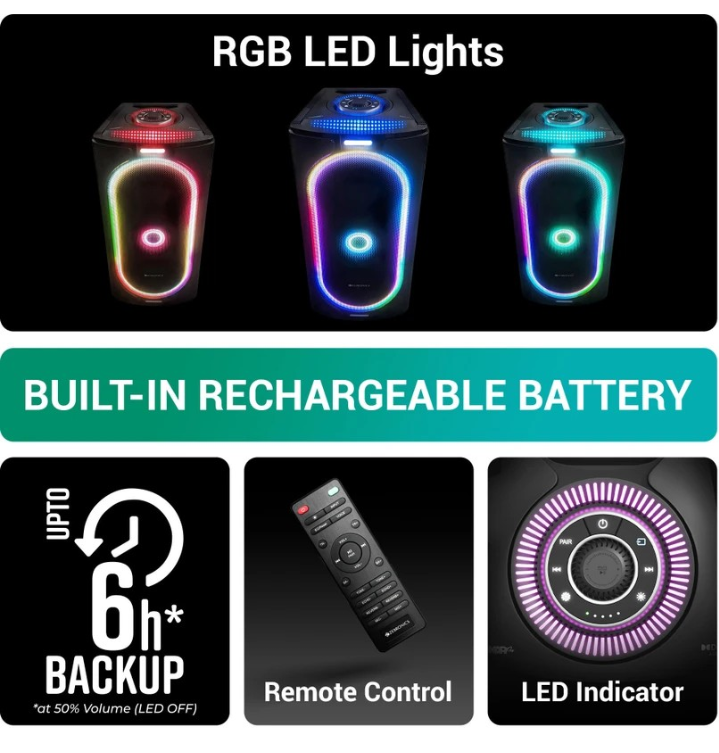 RGB LED Lights
BUILT-IN RECHARGEABLE BATTERY
UPTO
6h*
BACKUP
*at 50% Volume (LED OFF)
ZEBRONICS
Remote Control
PAIR
LED Indicator